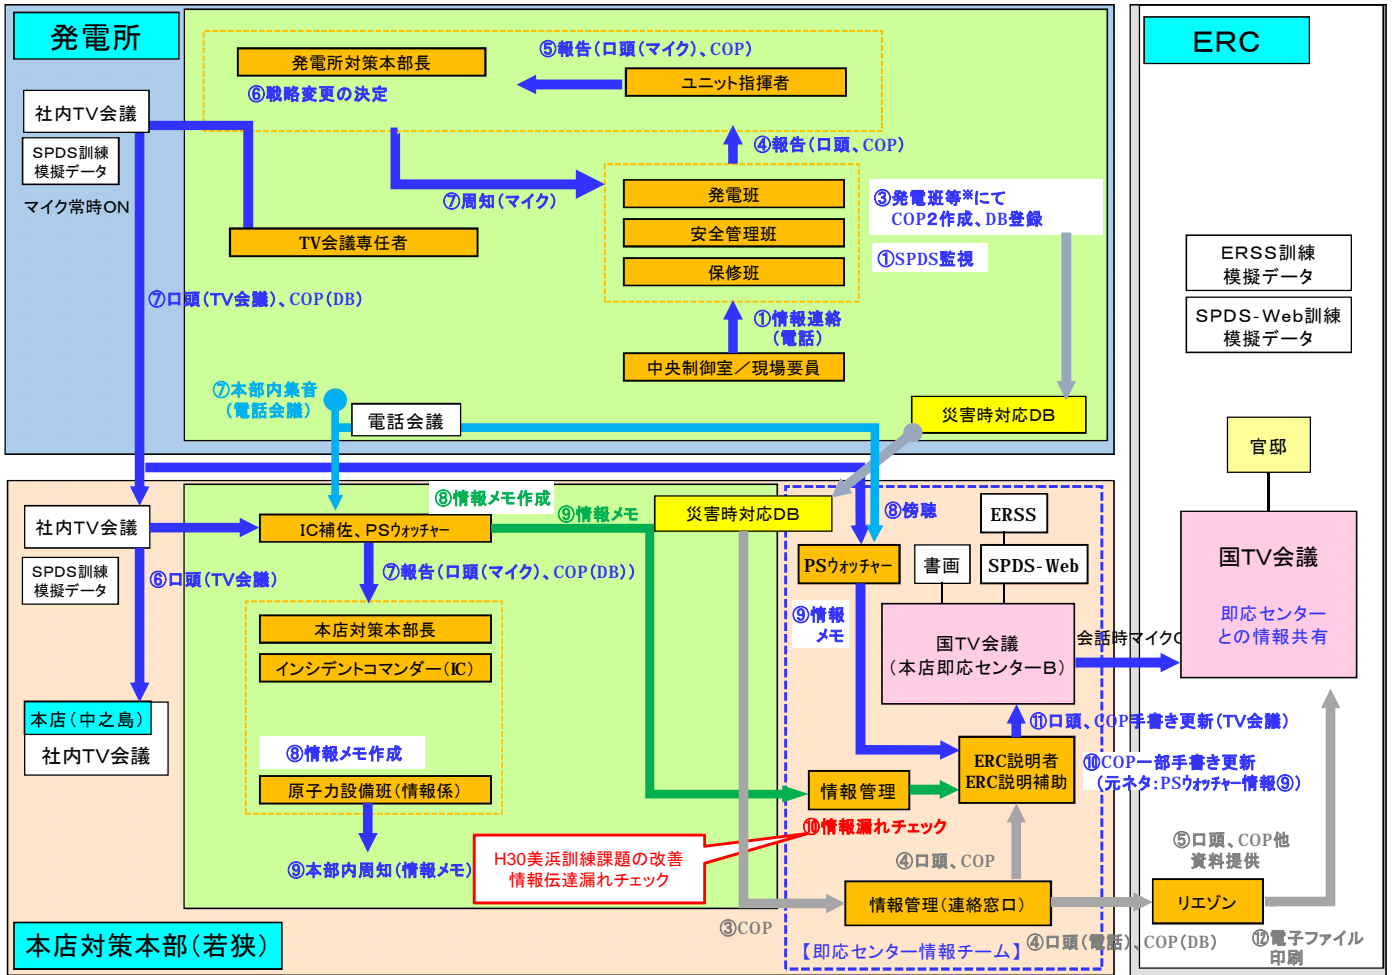 発電所
社内TV会議
SPDS訓練
模擬データ
マイク常時ON
発電所対策本部長
⑥戦略変更の決定
⑤報告(口頭(マイク)、COP)
ユニット指揮者
④報告(口頭、COP)
⑦周知(マイク)
発電班
安全管理班
保修班
③発電班等※にて
COP2作成、DB登録
①SPDS監視
TV会議専任者
⑦口頭(TV会議)、COP(DB)
①情報連絡
(電話)
中央制御室/現場要員
⑦本部内集音
(電話会議)
電話会議
災害時対応DB
ERC
ERSS訓練
模擬データ
SPDS-Web訓練
模擬データ
官邸
国TV会議
即応センター
との情報共有
社内TV会議
SPDS訓練
模擬データ
⑥口頭(TV会議)
本店(中之島)
社内TV会議
⑧情報メモ作成
⑨情報メモ
IC補佐、PSウォッチャー
⑦報告(口頭(マイク)、COP(DB))
本店対策本部長
インシデントコマンダー(IC)
⑧情報メモ作成
原子力設備班(情報係)
⑨本部内周知(情報メモ)
災害時対応DB
⑧傍聴
ERSS
PSウォッチャー
書画
SPDS-Web
⑨情報
メモ
国TV会議
(本店即応センターB)
会話時マイクO
⑪口頭、COP手書き更新(TV会議)
ERC説明者
ERC説明補助
⑩COP一部手書き更新
(元ネタ:PSウォッチャー情報⑨)
情報管理
⑩情報漏れチェック
H30美浜訓練課題の改善
情報伝達漏れチェック
④口頭、COP
⑤口頭、COP他
資料提供
情報管理(連絡窓口)
リエゾン
③COP
④口頭(電話)、COP(DB)
⑫電子ファイル
印刷
【即応センター情報チーム】
本店対策本部(若狭)